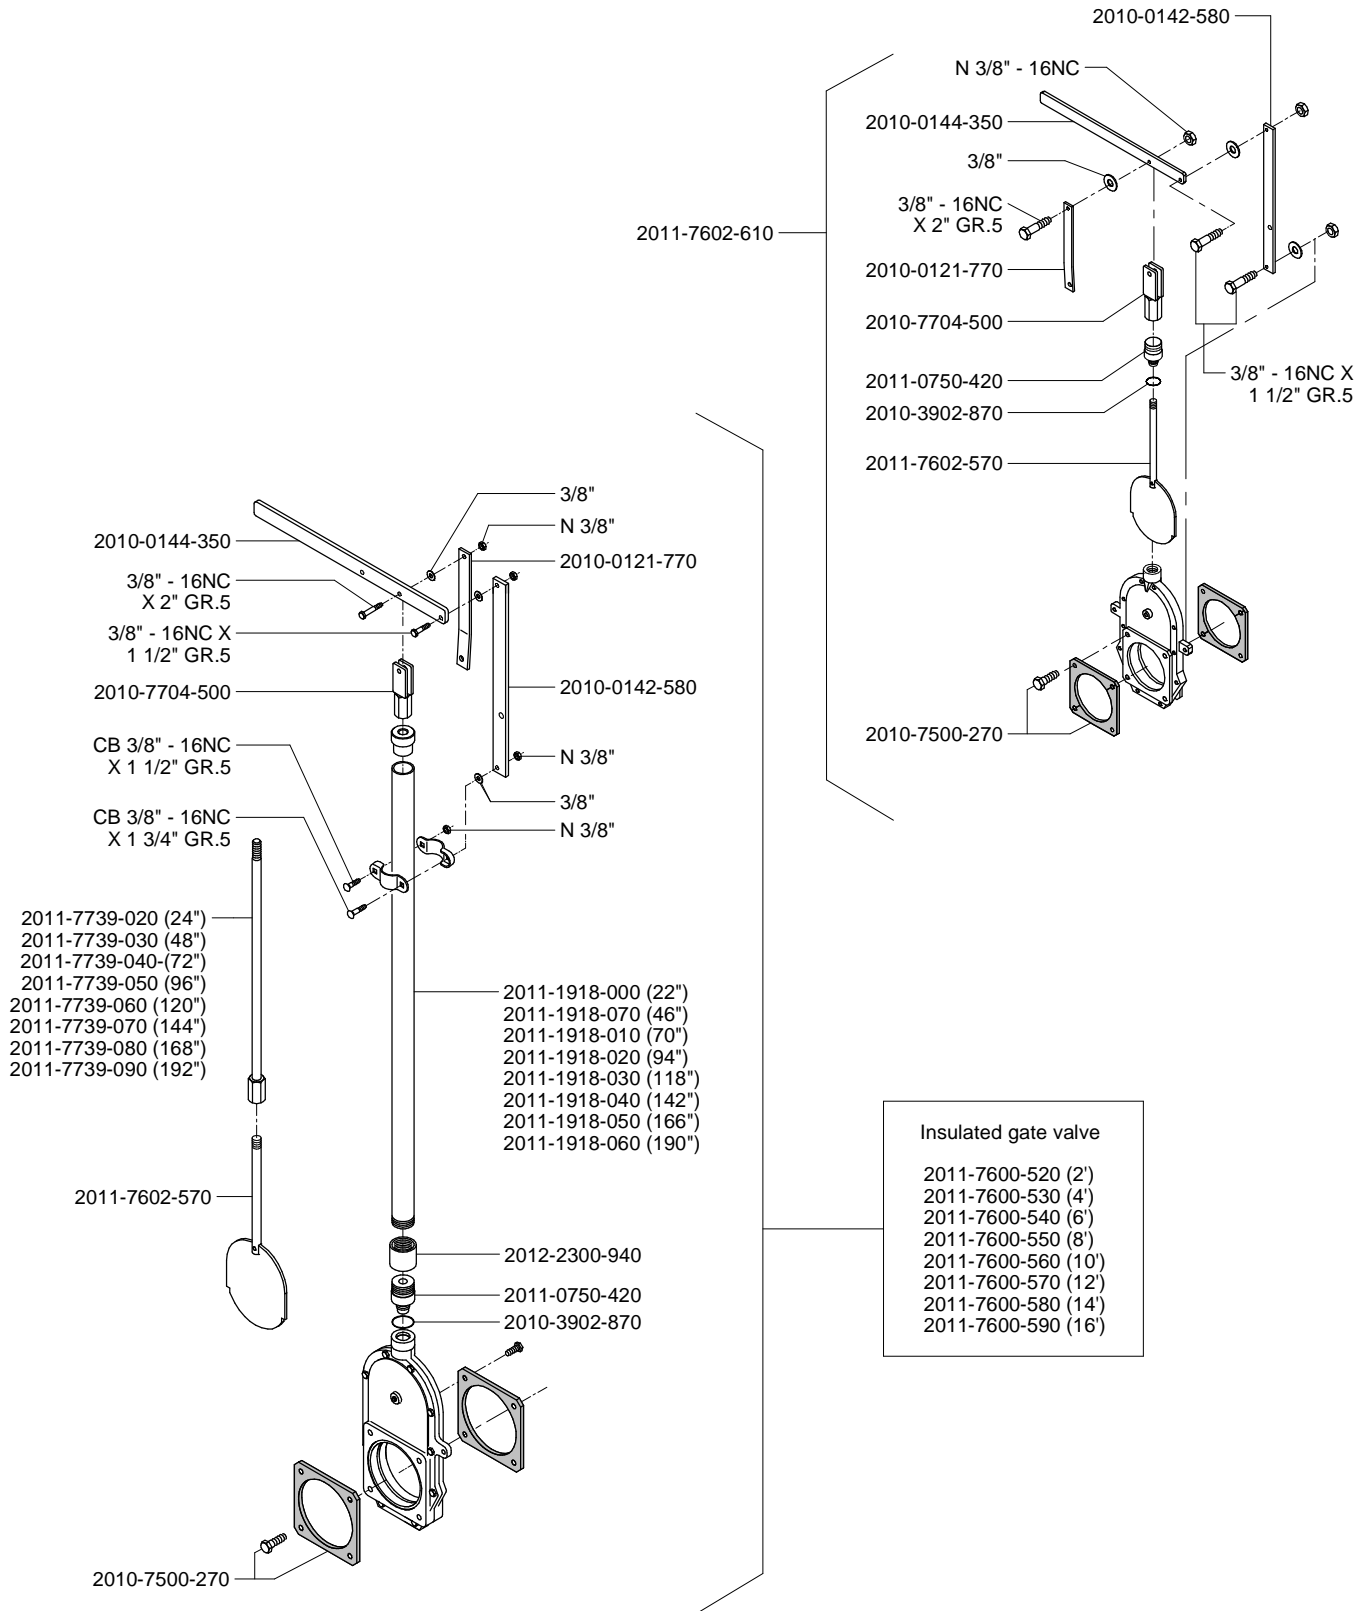 2010-0142-580
N 3/8" - 16NC
2010-0144-350
3/8"
3/8" - 16NC
X 2" GR.5
2011-7602-610
2010-0121-770
2010-7704-500
2011-0750-420
3/8" - 16NC X
1 1/2" GR.5
2010-3902-870
2011-7602-570
2010-7500-270
3/8"
N 3/8"
2010-0144-350
2010-0121-770
3/8" - 16NC
X 2" GR.5
3/8" - 16NC X
1 1/2" GR.5
2010-7704-500
2010-0142-580
CB 3/8" - 16NC
X 1 1/2" GR.5
N 3/8"
3/8"
CB 3/8" - 16NC
X 1 3/4" GR.5
N 3/8"
2011-7739-020 (24")
2011-7739-030 (48")
2011-7739-040-(72")
2011-7739-050 (96")
2011-7739-060 (120")
2011-7739-070 (144")
2011-7739-080 (168")
2011-7739-090 (192")
2011-1918-000 (22")
2011-1918-070 (46")
2011-1918-010 (70")
2011-1918-020 (94")
2011-1918-030 (118")
2011-1918-040 (142")
2011-1918-050 (166")
2011-1918-060 (190")
Insulated gate valve
2011-7600-520 (2')
2011-7600-530 (4')
2011-7600-540 (6')
2011-7600-550 (8')
2011-7600-560 (10')
2011-7600-570 (12')
2011-7600-580 (14')
2011-7600-590 (16')
2011-7602-570
2012-2300-940
2011-0750-420
2010-3902-870
2010-7500-270